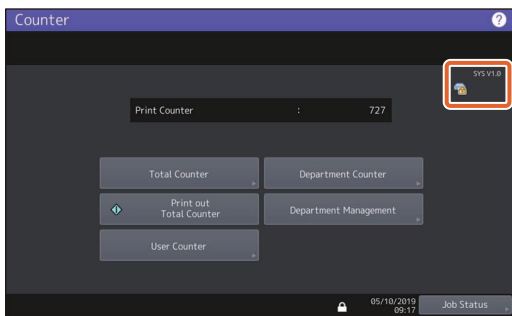 Counter
?
SYS V1.0
Print Counter : 727
Total Counter
Department Counter
Print out
Total Counter
Department Management
User Counter
05/10/2019
09:17
Job Status